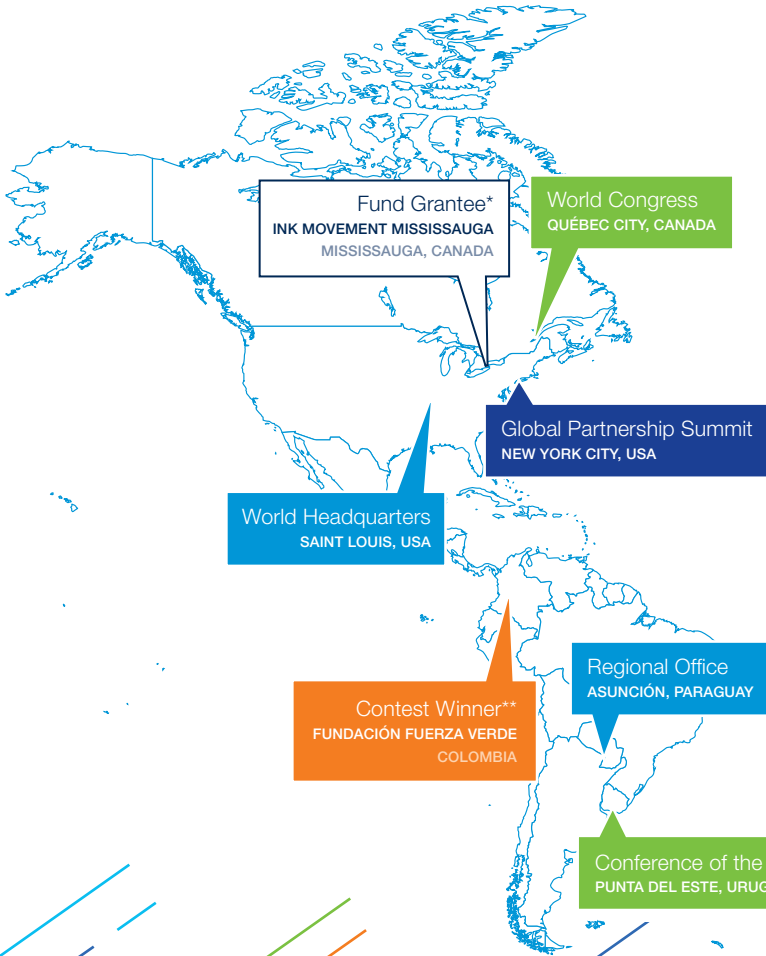 Fund Grantee*
INK MOVEMENT MISSISSAUGA
MISSISSAUGA, CANADA
World Congress
QUÉBEC CITY, CANADA
Global Partnership Summit
NEW YORK CITY, USA
World Headquarters
SAINT LOUIS, USA
Regional Office
ASUNCIÓN, PARAGUAY
Contest Winner**
FUNDACIÓN FUERZA VERDE
COLOMBIA
Conference of the
PUNTA DEL ESTE,